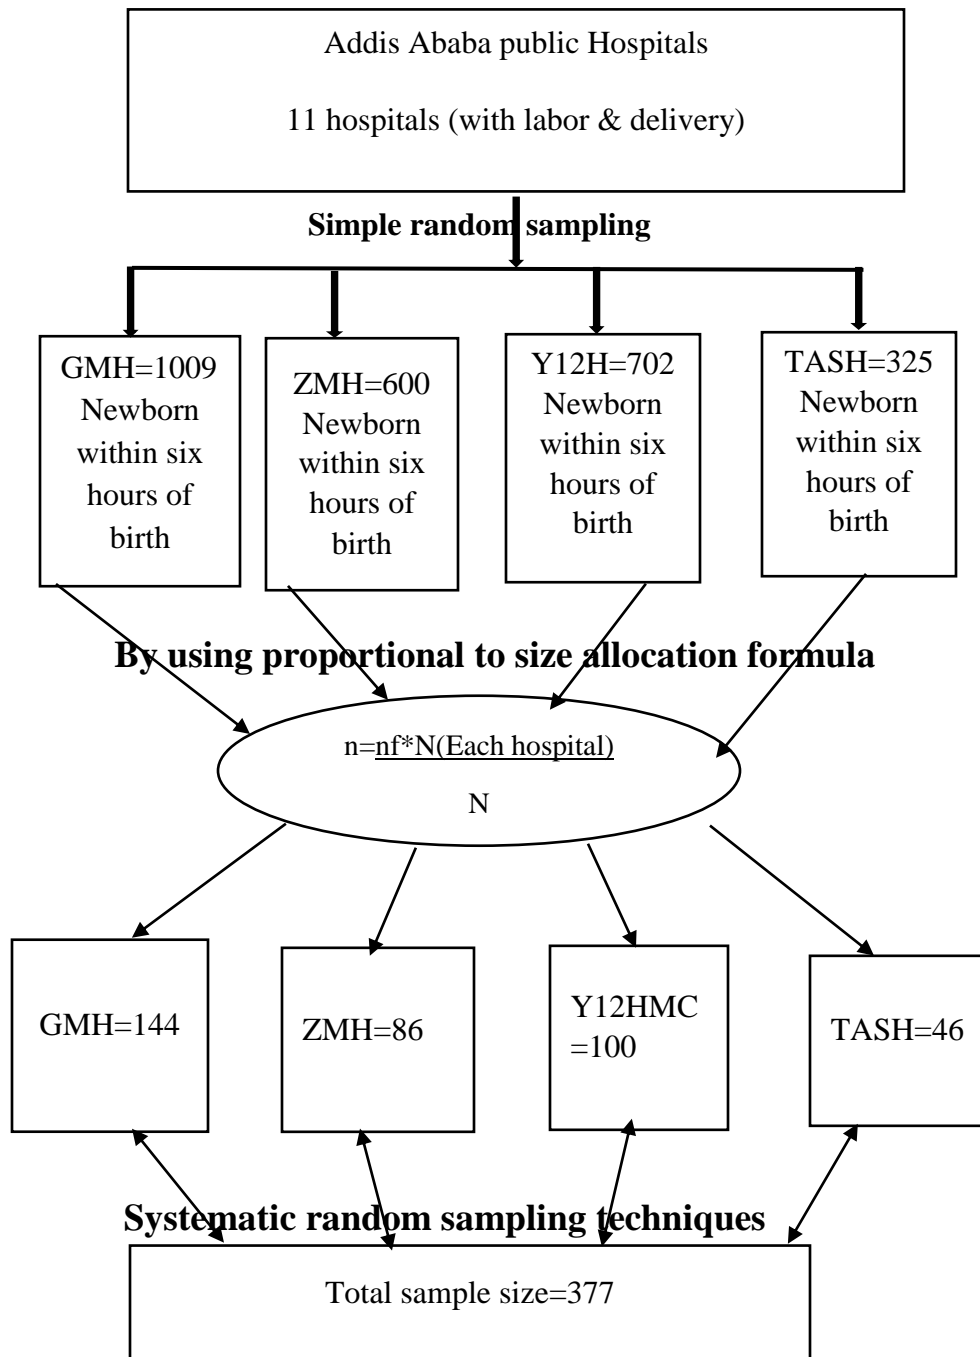 Addis Ababa public Hospitals
11 hospitals (with labor & delivery)
Simple random sampling
GMH=1009
Newborn
within six
hours of
birth
ZMH=600
Newborn
within six
hours of
birth
Y12H=702
Newborn
within six
hours of
birth
TASH=325
Newborn
within six
hours of
birth
By using proportional to size allocation formula
n=nf*N(Each hospital)
N
GMH=144
ZMH=86
Y12HMC
=100
TASH=46
Systematic random sampling techniques
Total sample size=377